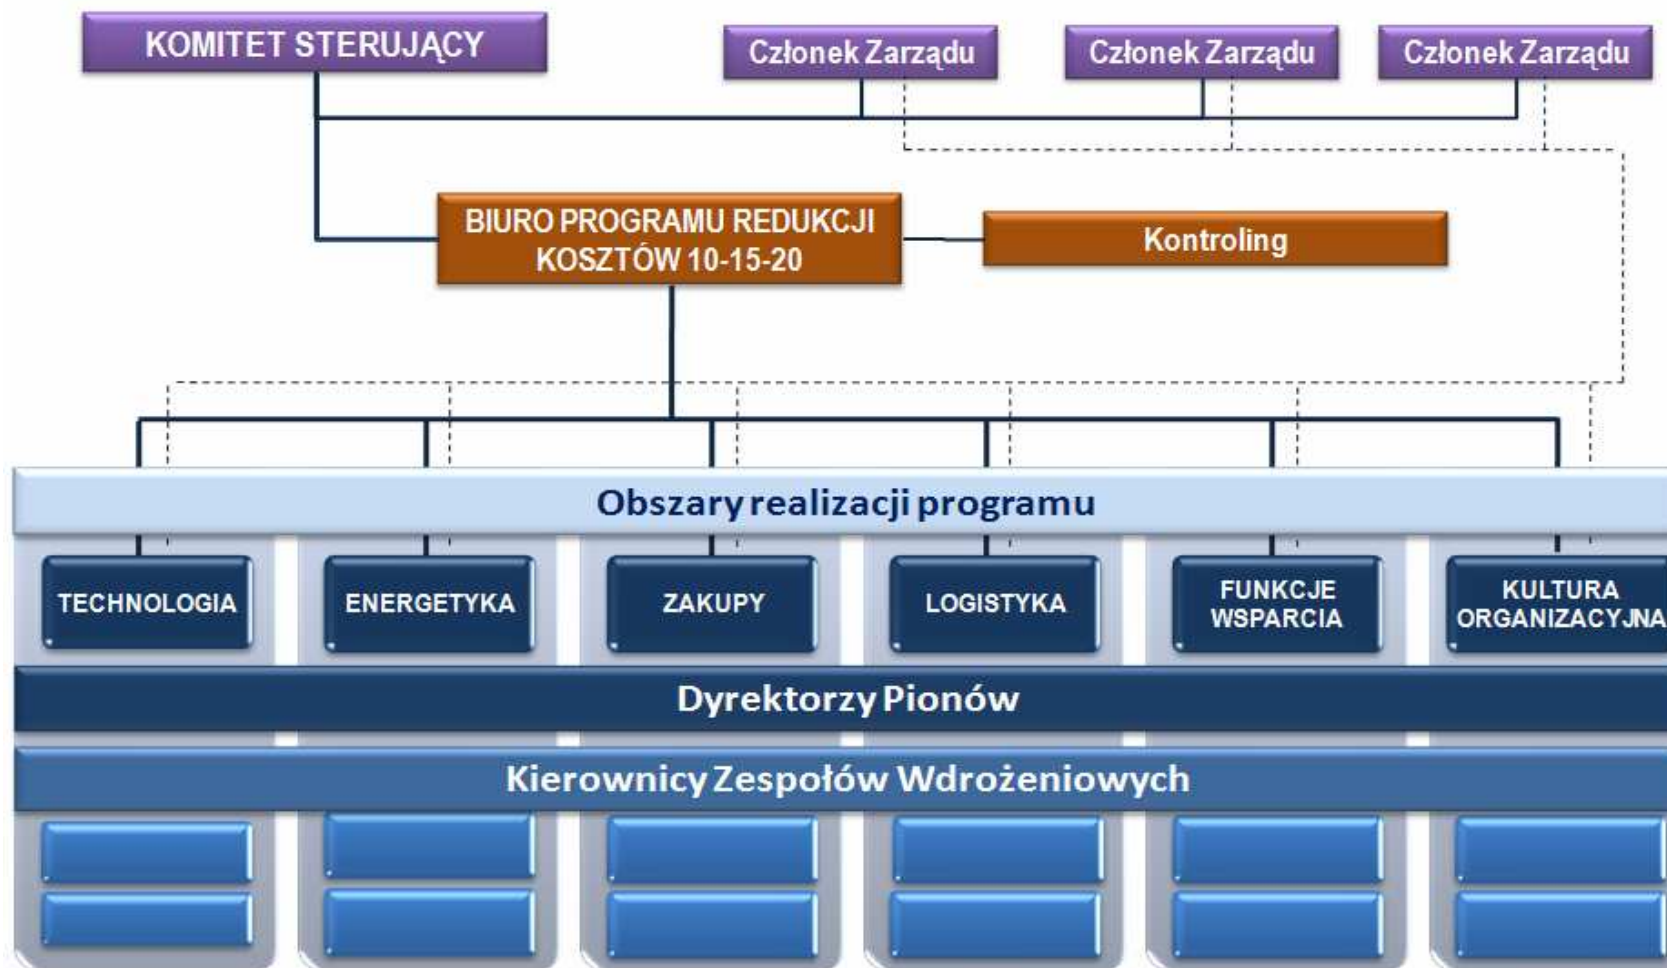 KOMITET STERUJĄCY
Członek Zarządu
Członek Zarządu
Członek Zarządu
BIURO PROGRAMU REDUKCJI
KOSZTÓW 10-15-20
Kontroling
Obszary realizacji programu
TECHNOLOGIA
ENERGETYKA
ZAKUPY
LOGISTYKA
FUNKCJE
WSPARCIA
KULTURA
ORGANIZACYJNA
Dyrektorzy Pionów
Kierownicy Zespołów Wdrożeniowych